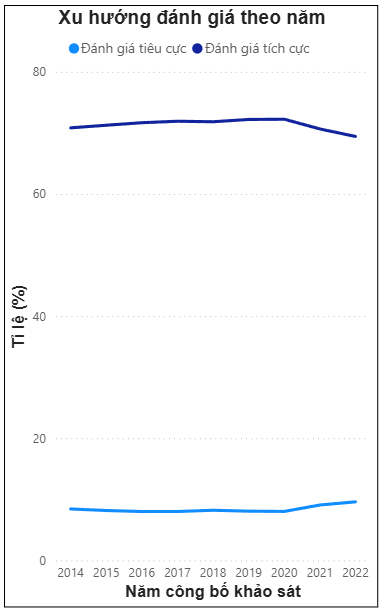 Xu hướng đánh giá theo năm
Đánh giá tiêu cực Đánh giá tích cực
80
60
40
20
0
Tỉ lệ (%)
2014 2015 2016 2017 2018 2019 2020 2021 2022
Năm công bố khảo sát